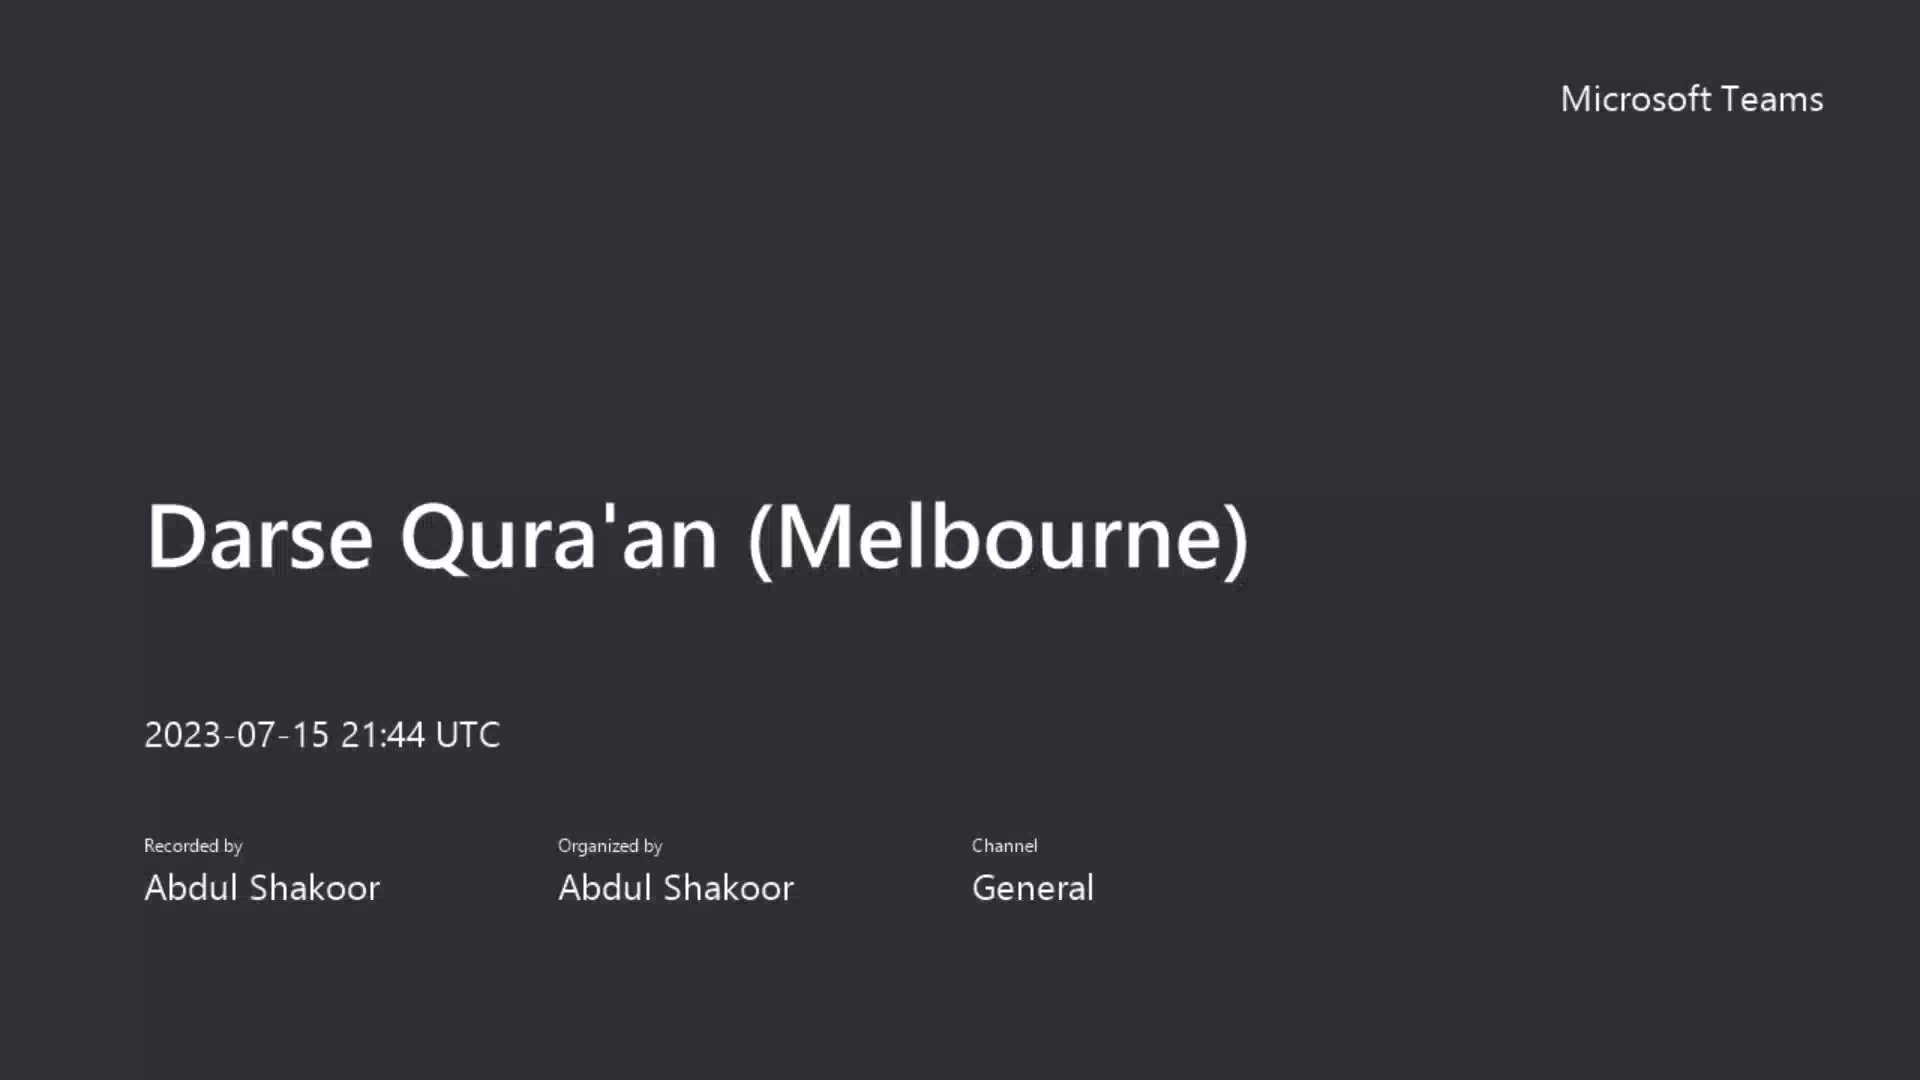 Microsoft Teams
Darse Qura'an (Melbourne)
2023-07-15 21:44 UTC
Recorded by
Abdul Shakoor
Organized by
Abdul Shakoor
Channel
General